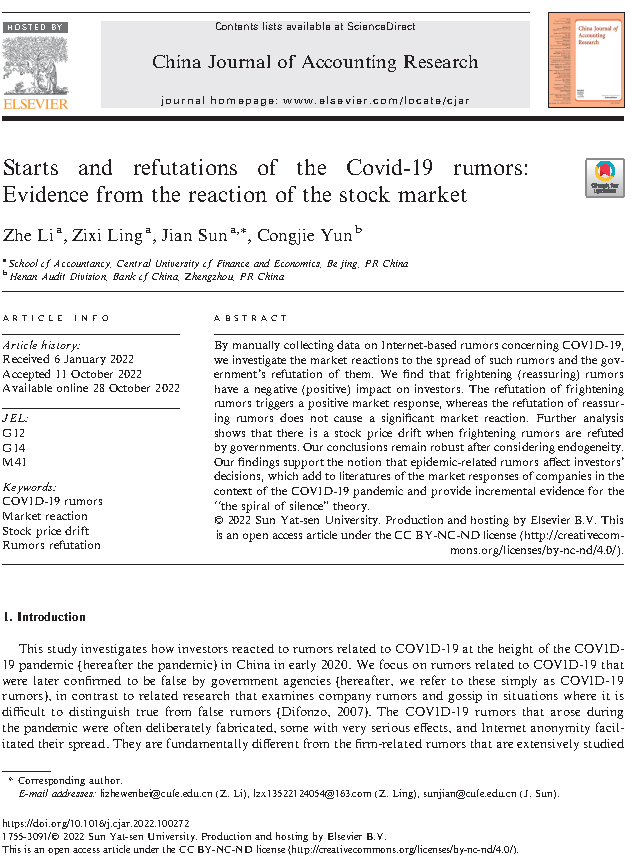 HOSTED BY
Contents lists available at ScienceDirect
China Journal of Accounting Research
journal homepage: www.elsevier.com/locate/cjar
ELSEVIER
China Journal of
Accounting
Research
Starts and refutations of the Covid-19 rumors:
Evidence from the reaction of the stock market
Check for
updates
Zhe Li a, Zixi Ling a, Jian Sun a,*, Congjie Yun b
a School of Accountancy, Central University of Finance and Economics, Beijing, PR China
b Henan Audit Division, Bank of China, Zhengzhou, PR China
ARTICLE INFO
Article history:
Received 6 January 2022
Accepted 11 October 2022
Available online 28 October 2022
JEL:
G12
G14
M41
Keywords:
COVID-19 rumors
Market reaction
Stock price drift
Rumors refutation
ABSTRACT
By manually collecting data on Internet-based rumors concerning COVID-19,
we investigate the market reactions to the spread of such rumors and the gov-
ernment's refutation of them. We find that frightening (reassuring) rumors
have a negative (positive) impact on investors. The refutation of frightening
rumors triggers a positive market response, whereas the refutation of reassur-
ing rumors does not cause a significant market reaction. Further analysis
shows that there is a stock price drift when frightening rumors are refuted
by governments. Our conclusions remain robust after considering endogeneity.
Our findings support the notion that epidemic-related rumors affect investors'
decisions, which add to literatures of the market responses of companies in the
context of the COVID-19 pandemic and provide incremental evidence for the
"the spiral of silence" theory.
© 2022 Sun Yat-sen University. Production and hosting by Elsevier B.V. This
is an open access article under the CC BY-NC-ND license (http://creativecom-
mons.org/licenses/by-nc-nd/4.0/).
1. Introduction
This study investigates how investors reacted to rumors related to COVID-19 at the height of the COVID-
19 pandemic (hereafter the pandemic) in China in early 2020. We focus on rumors related to COVID-19 that
were later confirmed to be false by government agencies (hereafter, we refer to these simply as COVID-19
rumors), in contrast to related research that examines company rumors and gossip in situations where it is
difficult to distinguish true from false rumors (Difonzo, 2007). The COVID-19 rumors that arose during
the pandemic were often deliberately fabricated, some with very serious effects, and Internet anonymity facil-
itated their spread. They are fundamentally different from the firm-related rumors that are extensively studied
* Corresponding author.
E-mail addresses: lizhewenbei@cufe.edu.cn (Z. Li), lzx13522124054@163.com (Z. Ling), sunjian@cufe.edu.cn (J. Sun).
https://doi.org/10.1016/j.cjar.2022.100272
1755-3091/© 2022 Sun Yat-sen University. Production and hosting by Elsevier B.V.
This is an open access article under the CC BY-NC-ND license (http://creativecommons.org/licenses/by-nc-nd/4.0/).